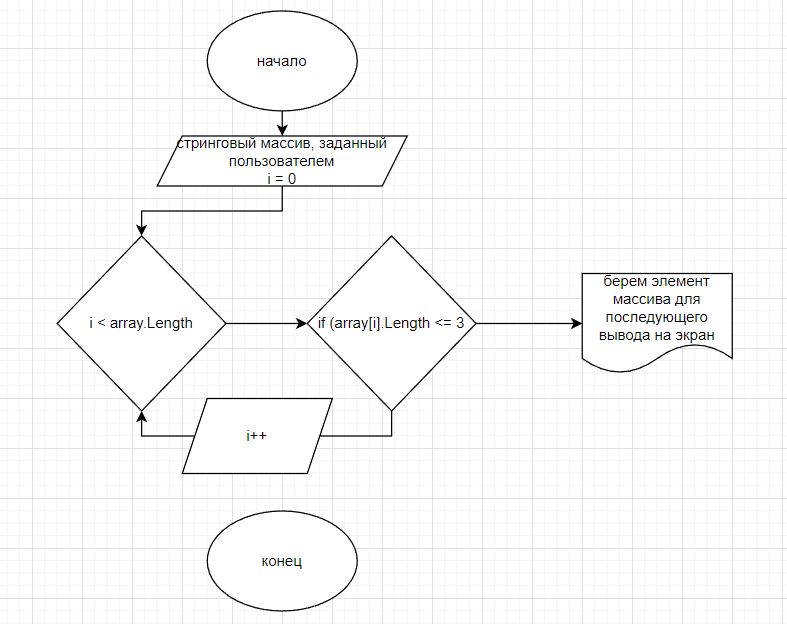 начало
стринговый массив, заданный
пользователем
i = 0
i < array.Length
if (array[i].Length <= 3
берем элемент
массива для
последующего
вывода на экран
i++
конец